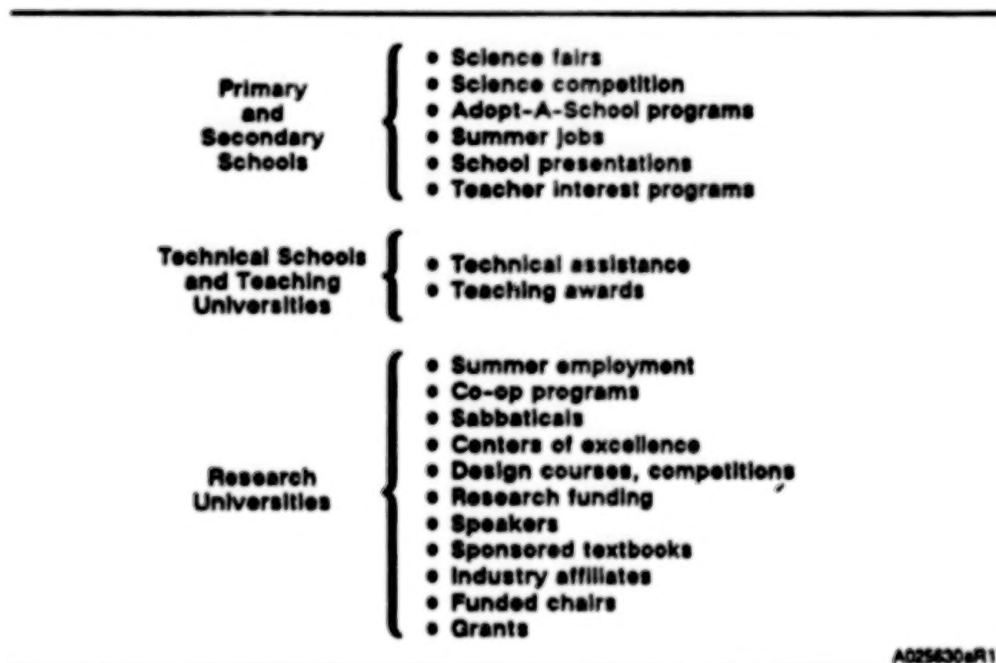 Primary
and
Secondary
Schools
• Science fairs
• Science competition
• Adopt-A-School programs
• Summer jobs
• School presentations
• Teacher interest programs
Technical Schools
and Teaching
Universities
• Technical assistance
• Teaching awards
Research
Universities
• Summer employment
• Co-op programs
• Sabbaticals
• Centers of excellence
• Design courses, competitions
• Research funding
• Speakers
• Sponsored textbooks
• Industry affiliates
• Funded chairs
• Grants
A025630aR1